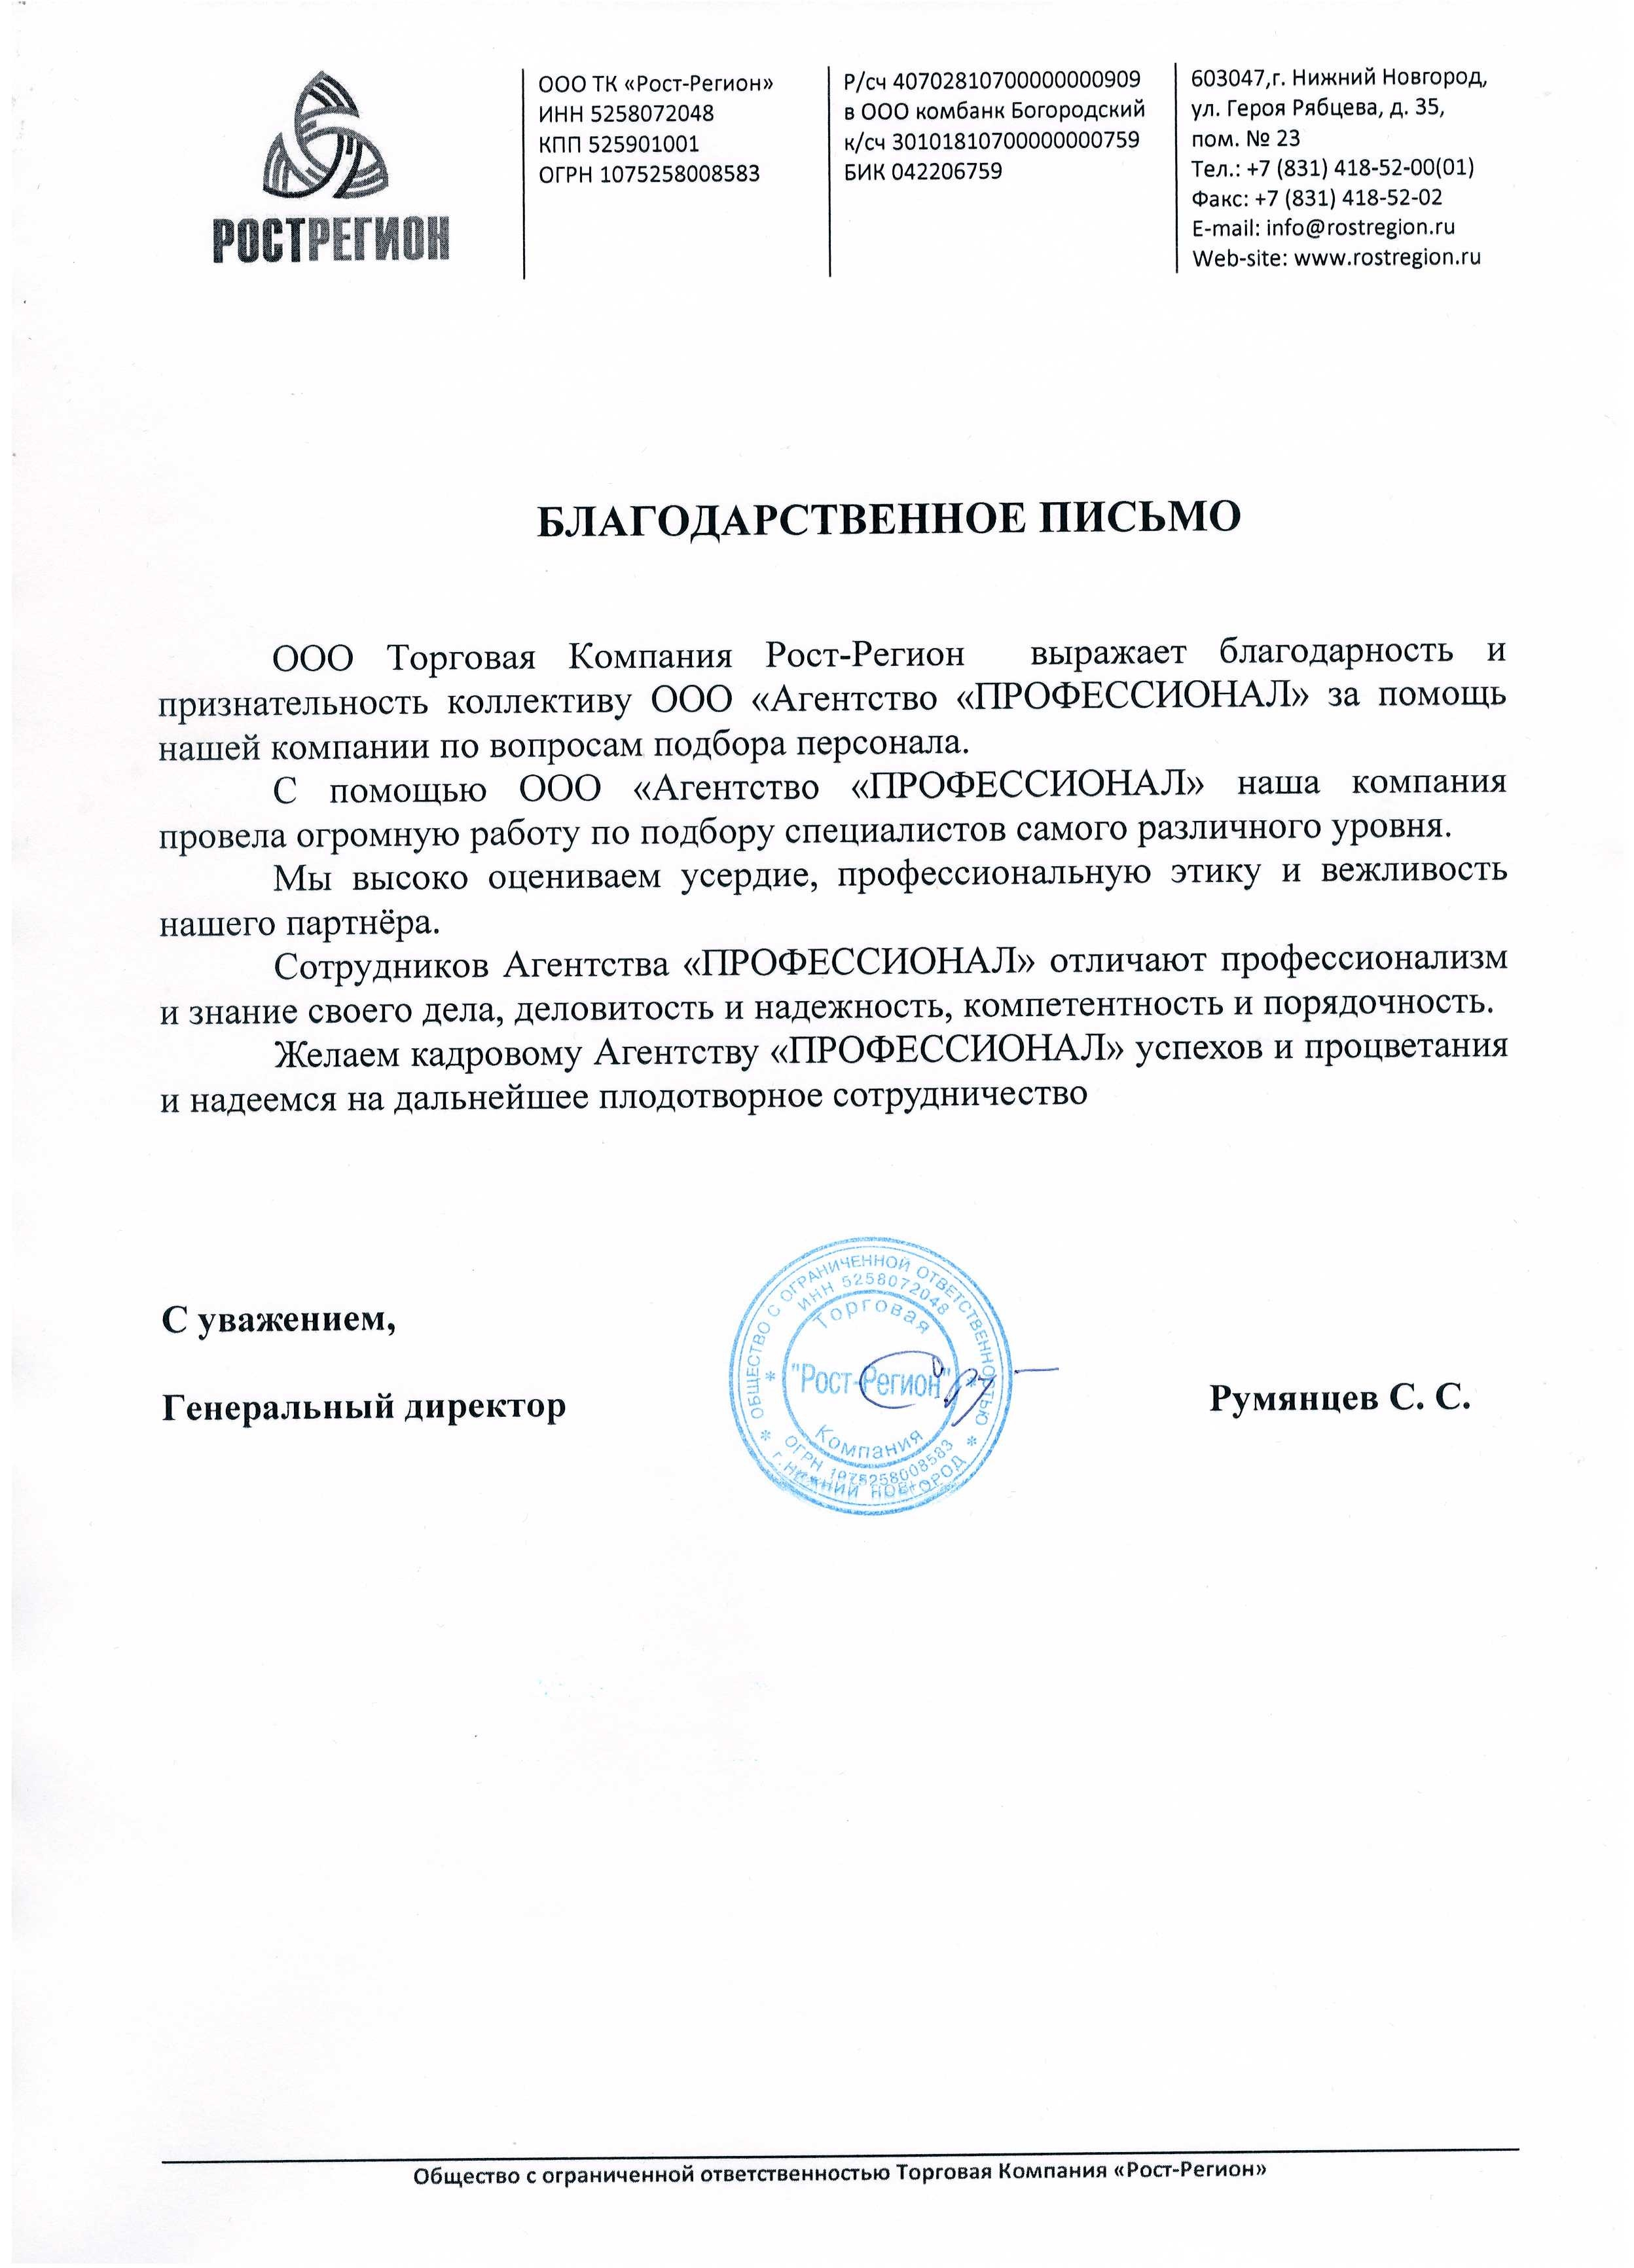 РОСТРЕГИОН
ООО ТК «Рост-Регион»
ИНН 5258072048
КПП 525901001
ОГРН 1075258008583
Р/сч 40702810700000000909
в ООО комбанк Богородский
к/сч 30101810700000000759
БИК 042206759
603047,г. Нижний Новгород,
ул. Героя Рябцева, д. 35,
пом. № 23
Тел.: +7 (831) 418-52-00(01)
Факс: +7 (831) 418-52-02
E-mail: info@rostregion.ru
Web-site: www.rostregion.ru
БЛАГОДАРСТВЕННОЕ ПИСЬМО
ООО Торговая Компания Рост-Регион выражает благодарность и
признательность коллективу ООО «Агентство «ПРОФЕССИОНАЛ» за помощь
нашей компании по вопросам подбора персонала.
С помощью ООО «Агентство «ПРОФЕССИОНАЛ» наша компания
провела огромную работу по подбору специалистов самого различного уровня.
Мы высоко оцениваем усердие, профессиональную этику и вежливость
нашего партнёра.
Сотрудников Агентства «ПРОФЕССИОНАЛ» отличают профессионализм
и знание своего дела, деловитость и надежность, компетентность и порядочность.
Желаем кадровому Агентству «ПРОФЕССИОНАЛ» успехов и процветания
и надеемся на дальнейшее плодотворное сотрудничество
С уважением,
Генеральный директор
Румянцев С. С.
ОБЩЕСТВО С ОГРАНИЧЕННОЙ ОТВЕТСТВЕННОСТЬЮ
ИНН 5258072048
Торговая
"Рост-Регион"
Компания
ОГРН 1075258008583
г. НИЖНИЙ НОВГОРОД
Общество с ограниченной ответственностью Торговая Компания «Рост-Регион»